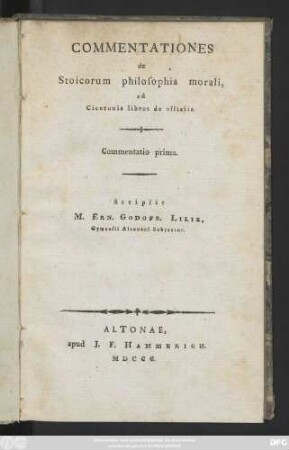 COMMENTATIONES
de
Stoicorum philosophia morali,
ad
Ciceronis libros de officiis.
Commentatio prima.
Scripsit
M. ERN. GODOFR. LILIE,
Gymnasii Altonani Subrector.
ALTONAE,
apud J. F. HAMMERICH.
MDCCC.